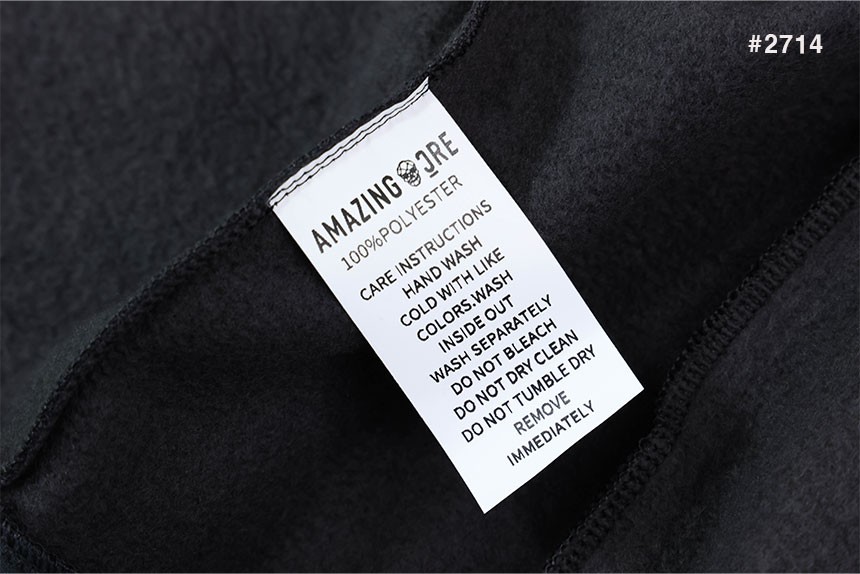 #2714
AMAZING CORE
100%POLYESTER
CARE INSTRUCTIONS
HAND WASH
COLD WITH LIKE
COLORS.WASH
INSIDE OUT
WASH SEPARATELY
DO NOT BLEACH
DO NOT DRY CLEAN
DO NOT TUMBLE DRY
REMOVE
IMMEDIATELY